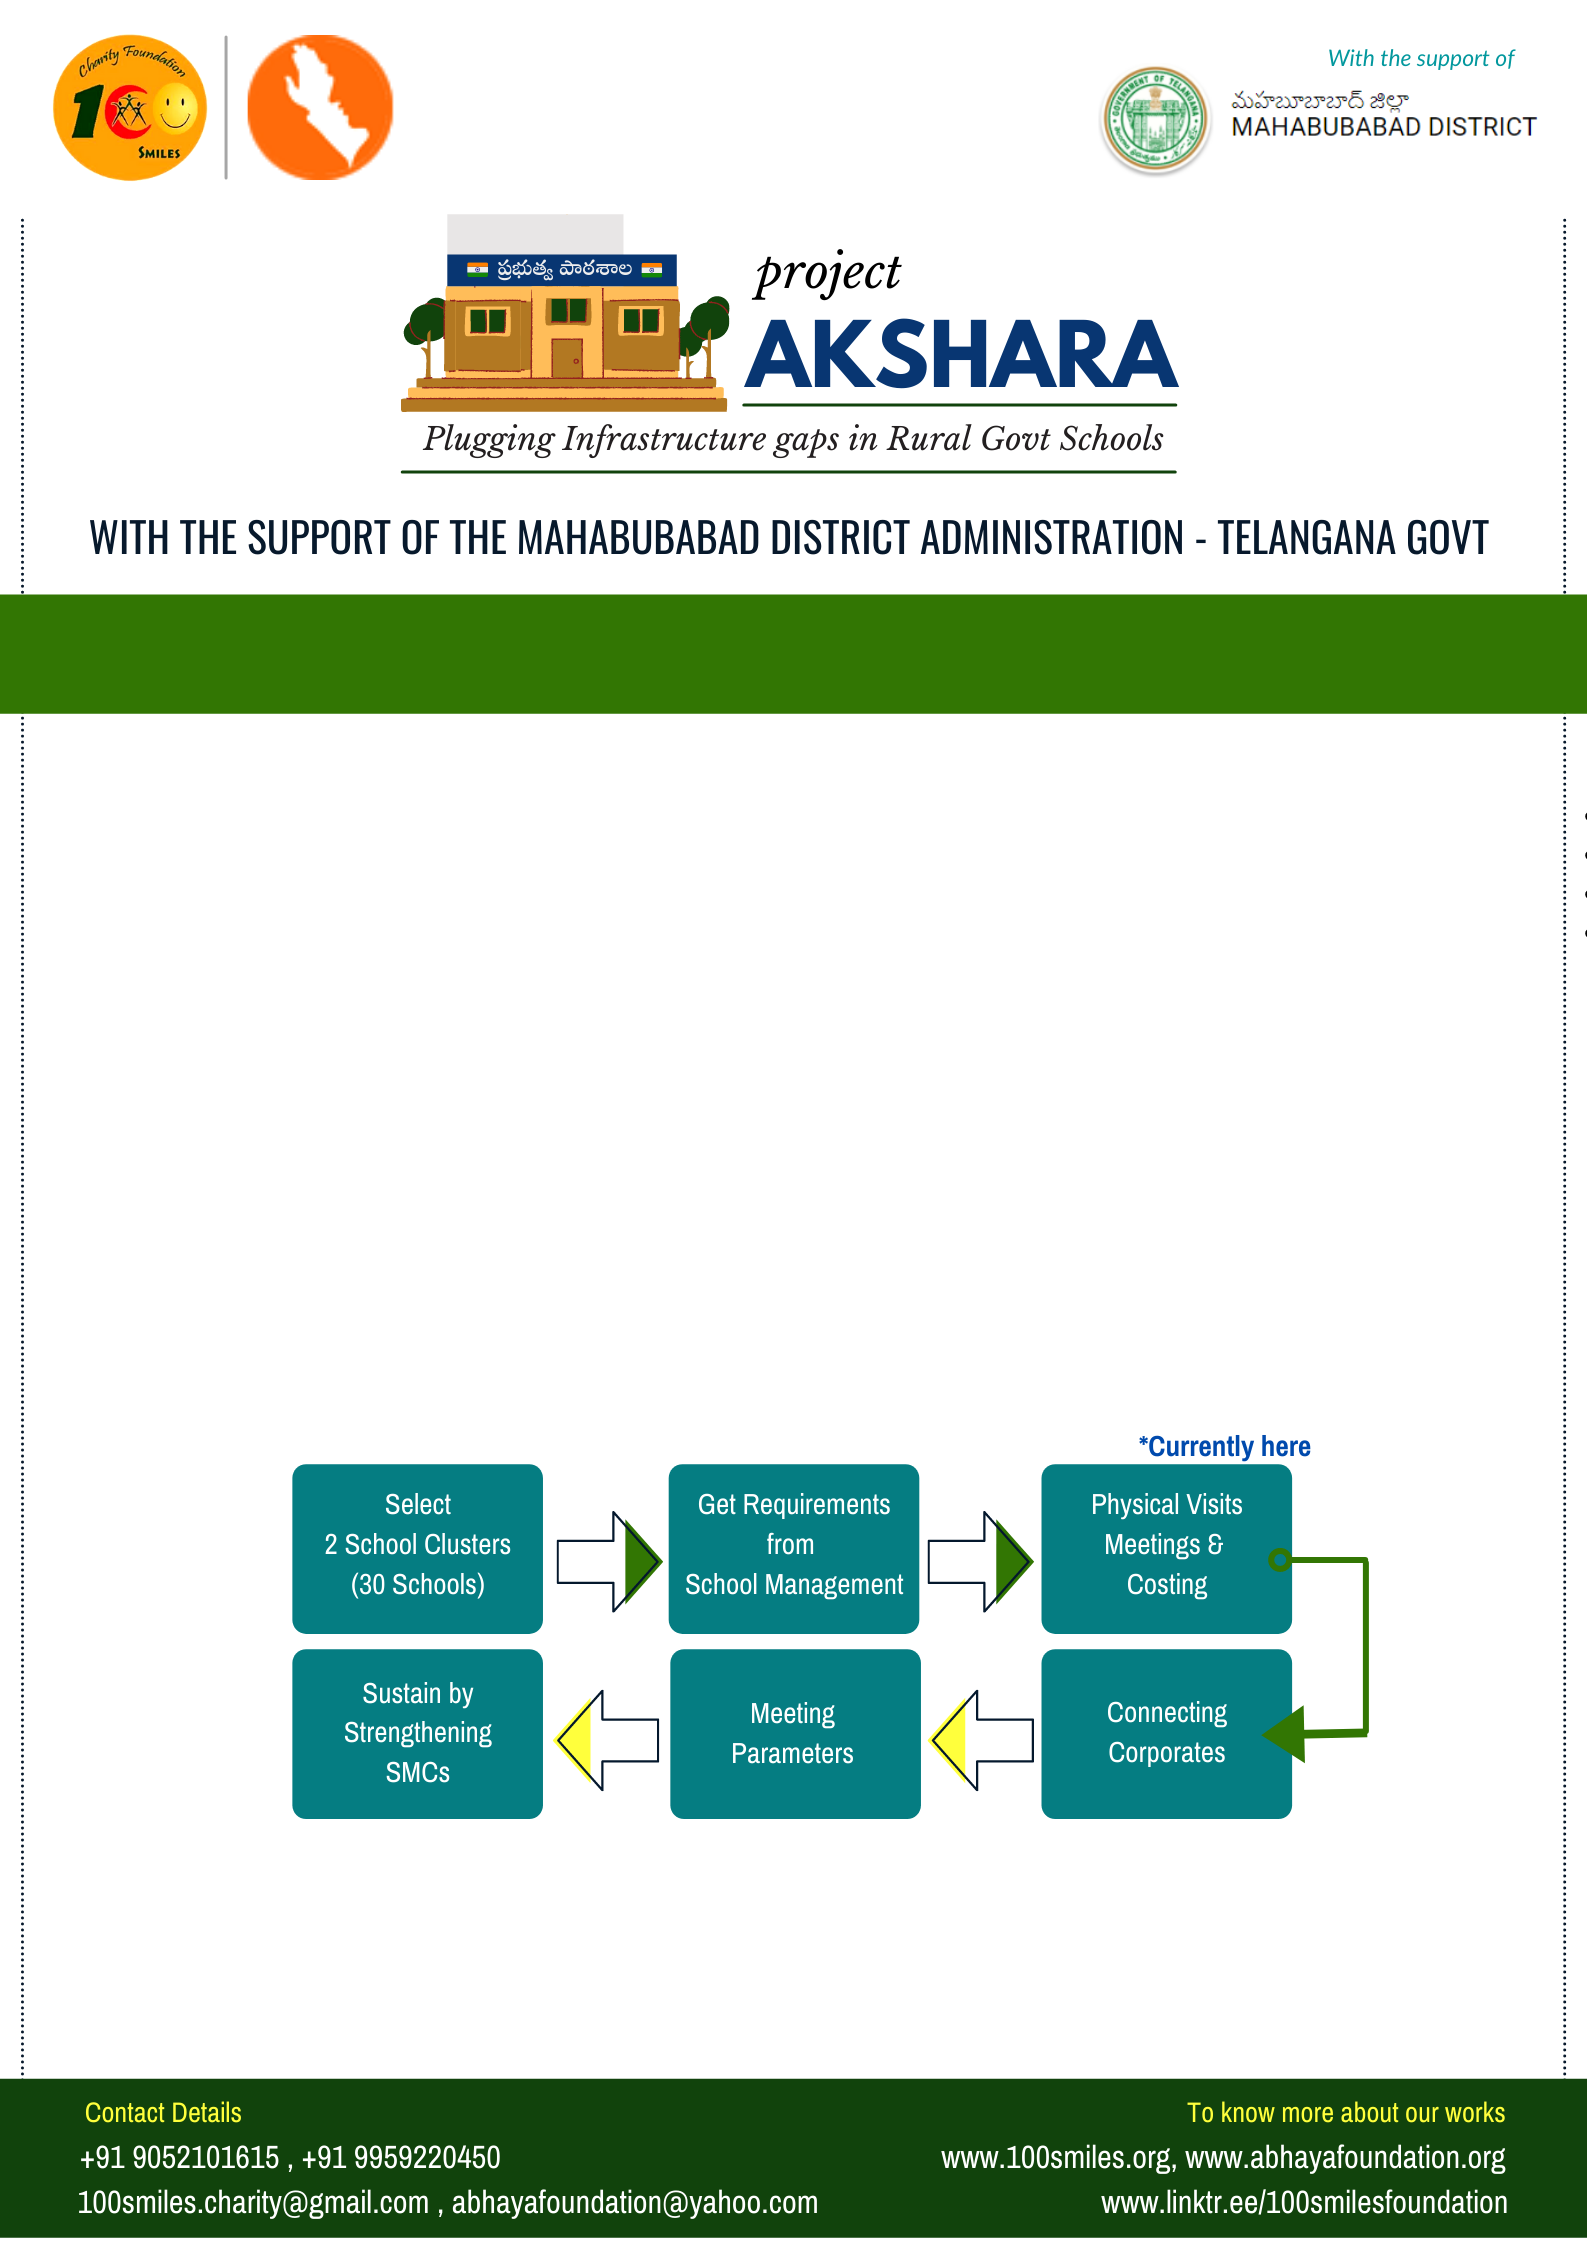 Charity Foundation
100
SMILES
With the support of
GOVERNMENT OF TELANGANA
మహబూబాబాద్ జిల్లా
MAHABUBABAD DISTRICT
ప్రభుత్వ పాఠశాల
project
AKSHARA
Plugging Infrastructure gaps in Rural Govt Schools
WITH THE SUPPORT OF THE MAHABUBABAD DISTRICT ADMINISTRATION - TELANGANA GOVT
*Currently here
Select
2 School Clusters
(30 Schools)
Get Requirements
from
School Management
Physical Visits
Meetings &
Costing
Sustain by
Strengthening
SMCs
Meeting
Parameters
Connecting
Corporates
Contact Details
+91 9052101615 , +91 9959220450
100smiles.charity@gmail.com , abhayafoundation@yahoo.com
To know more about our works
www.100smiles.org, www.abhayafoundation.org
www.linktr.ee/100smilesfoundation